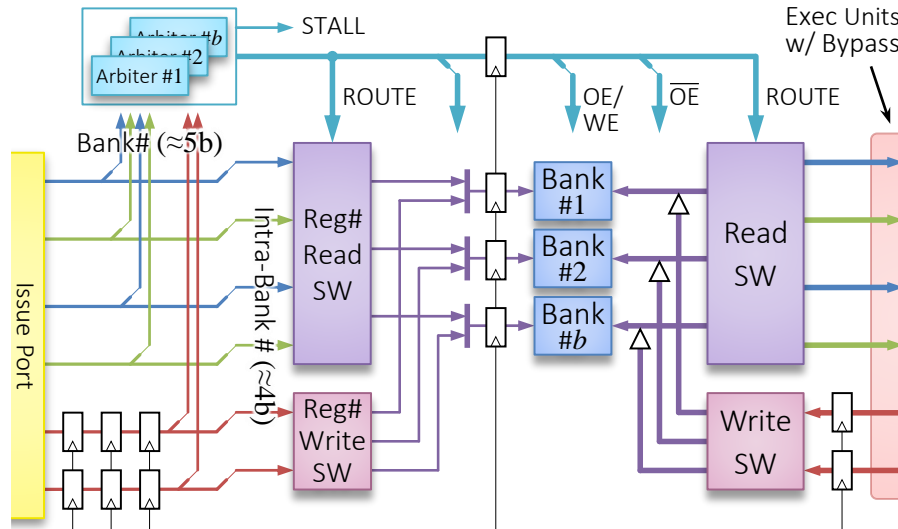 Arbiter #b
Arbiter #2
Arbiter #1
STALL
Exec Units
w/ Bypass
ROUTE
OE/
WE
OE
ROUTE
Bank# (≈5b)
Issue Port
Intra-Bank # (≈4b)
Reg#
Read
SW
Bank
#1
Bank
#2
Bank
#b
Read
SW
Reg#
Write
SW
Write
SW